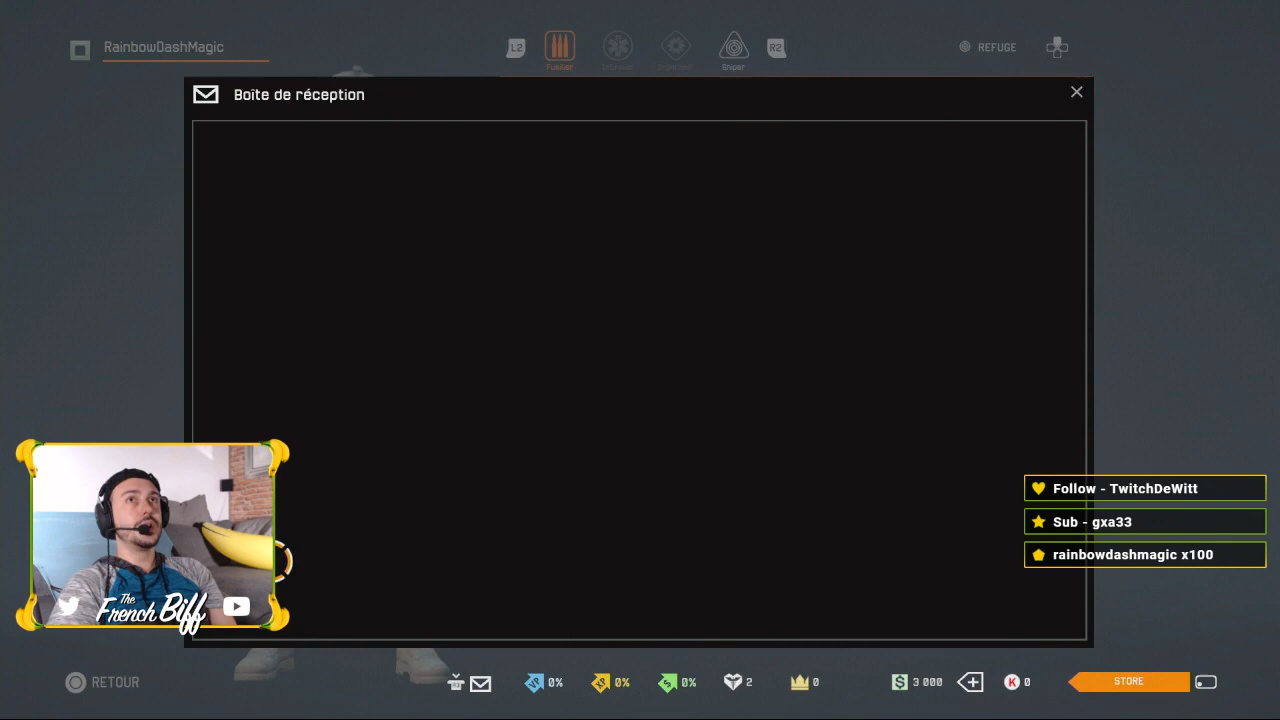 RainbowDashMagic
L2
Fusilier
Sniper
R2
REFUGE
Boîte de réception
Follow - TwitchDeWitt
Sub - gxa33
rainbowdashmagic x100
The
French Biff
RETOUR
0%
0%
0%
2
0
3 000
K 0
STORE